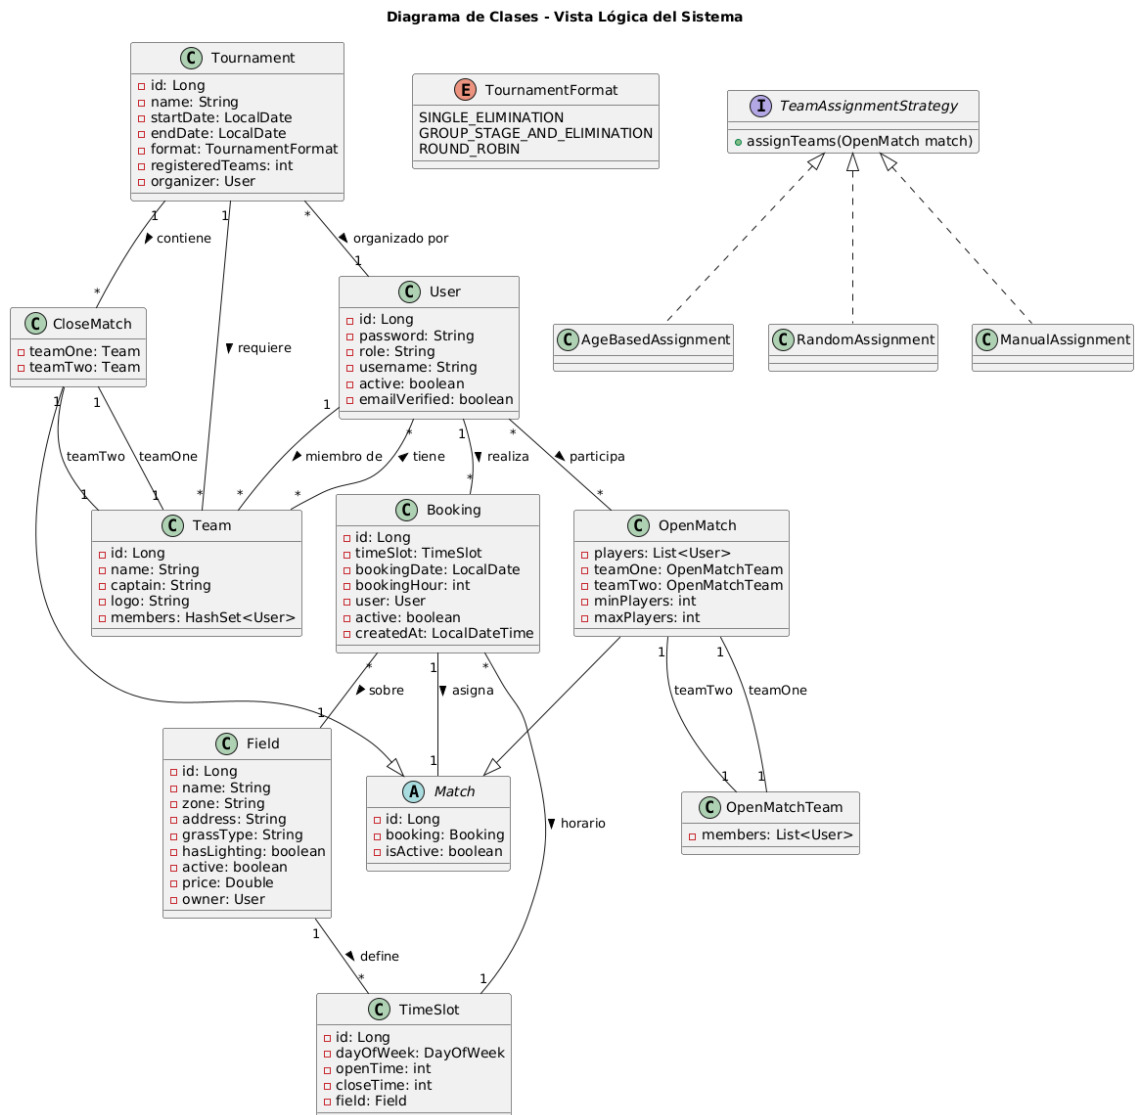 Diagrama de Clases - Vista Lógica del Sistema
C Tournament
id: Long
name: String
startDate: LocalDate
endDate: LocalDate
format: TournamentFormat
registeredTeams: int
organizer: User
E TournamentFormat
SINGLE_ELIMINATION
GROUP_STAGE_AND_ELIMINATION
ROUND_ROBIN
I TeamAssignmentStrategy
assignTeams(OpenMatch match)
1
1
*
contiene
organizado por
requiere
*
1
C CloseMatch
teamOne: Team
teamTwo: Team
C User
id: Long
password: String
role: String
username: String
active: boolean
emailVerified: boolean
C AgeBasedAssignment
C RandomAssignment
C ManualAssignment
1
1
1
*
1
*
teamTwo
teamOne
miembro de
tiene
realiza
participa
1
1
*
*
*
*
*
C Team
id: Long
name: String
captain: String
logo: String
members: HashSet<User>
C Booking
id: Long
timeSlot: TimeSlot
bookingDate: LocalDate
bookingHour: int
user: User
active: boolean
createdAt: LocalDateTime
C OpenMatch
players: List<User>
teamOne: OpenMatchTeam
teamTwo: OpenMatchTeam
minPlayers: int
maxPlayers: int
*
1
*
1
1
sobre
asigna
teamTwo
teamOne
1
1
1
1
C Field
id: Long
name: String
zone: String
address: String
grassType: String
hasLighting: boolean
active: boolean
price: Double
owner: User
A Match
id: Long
booking: Booking
isActive: boolean
horario
C OpenMatchTeam
members: List<User>
1
define
*
1
C TimeSlot
id: Long
dayOfWeek: DayOfWeek
openTime: int
closeTime: int
field: Field